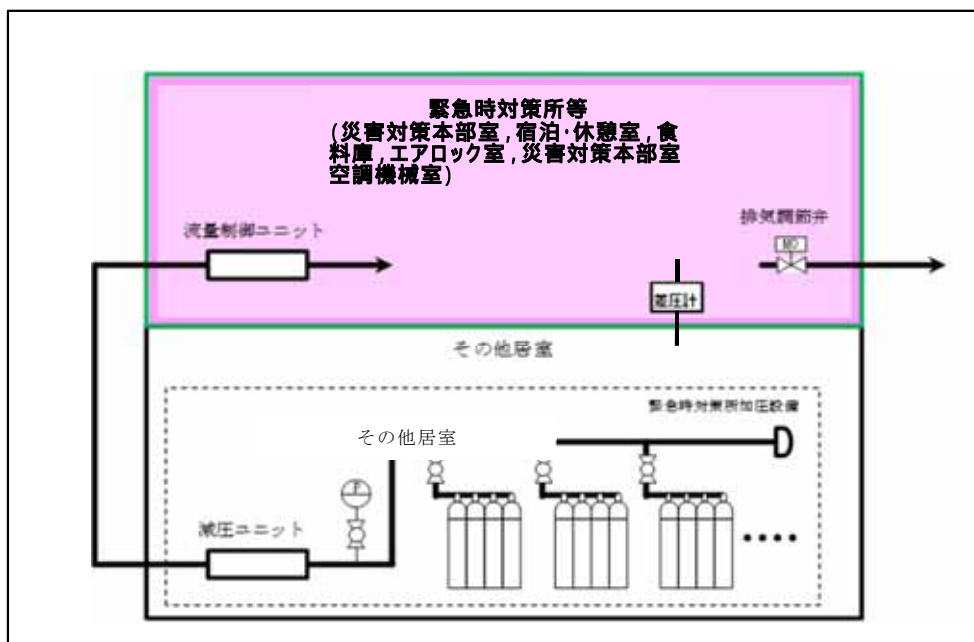 緊急時対策所等
(災害対策本部室,宿泊・休憩室,食
料庫,エアロック室,災害対策本部室
空調機械室)
排気調節弁
MO
流量制御ユニット
差圧計
その他居室
緊急時対策所加圧設備
その他居室
P
減圧ユニット